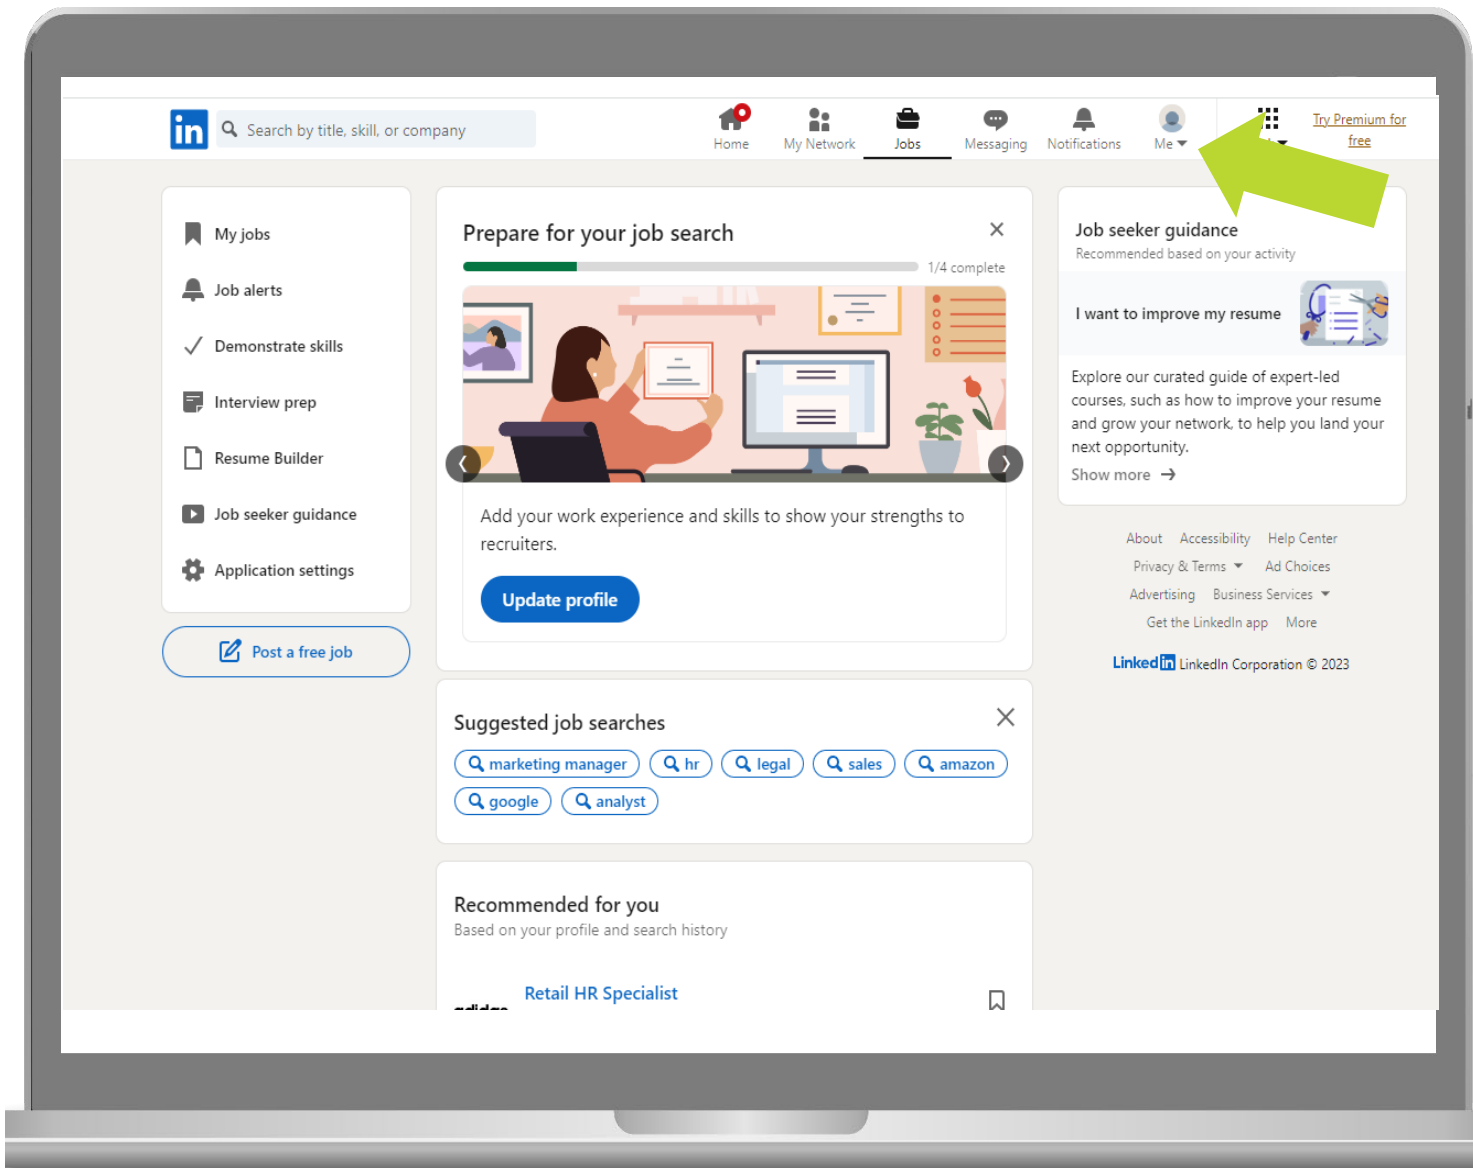 in
Search by title, skill, or company
Home
My Network
Jobs
Messaging
Notifications
Me
Try Premium for
free
My jobs
Job alerts
Demonstrate skills
Interview prep
Resume Builder
Job seeker guidance
Application settings
Post a free job
Prepare for your job search
1/4 complete
Add your work experience and skills to show your strengths to
recruiters.
Update profile
Suggested job searches
marketing manager
hr
legal
sales
amazon
google
analyst
Recommended for you
Based on your profile and search history
Retail HR Specialist
adidas
Job seeker guidance
Recommended based on your activity
I want to improve my resume
Explore our curated guide of expert-led
courses, such as how to improve your resume
and grow your network, to help you land your
next opportunity.
Show more
About Accessibility Help Center
Privacy & Terms Ad Choices
Advertising Business Services
Get the LinkedIn app More
Linked in LinkedIn Corporation © 2023